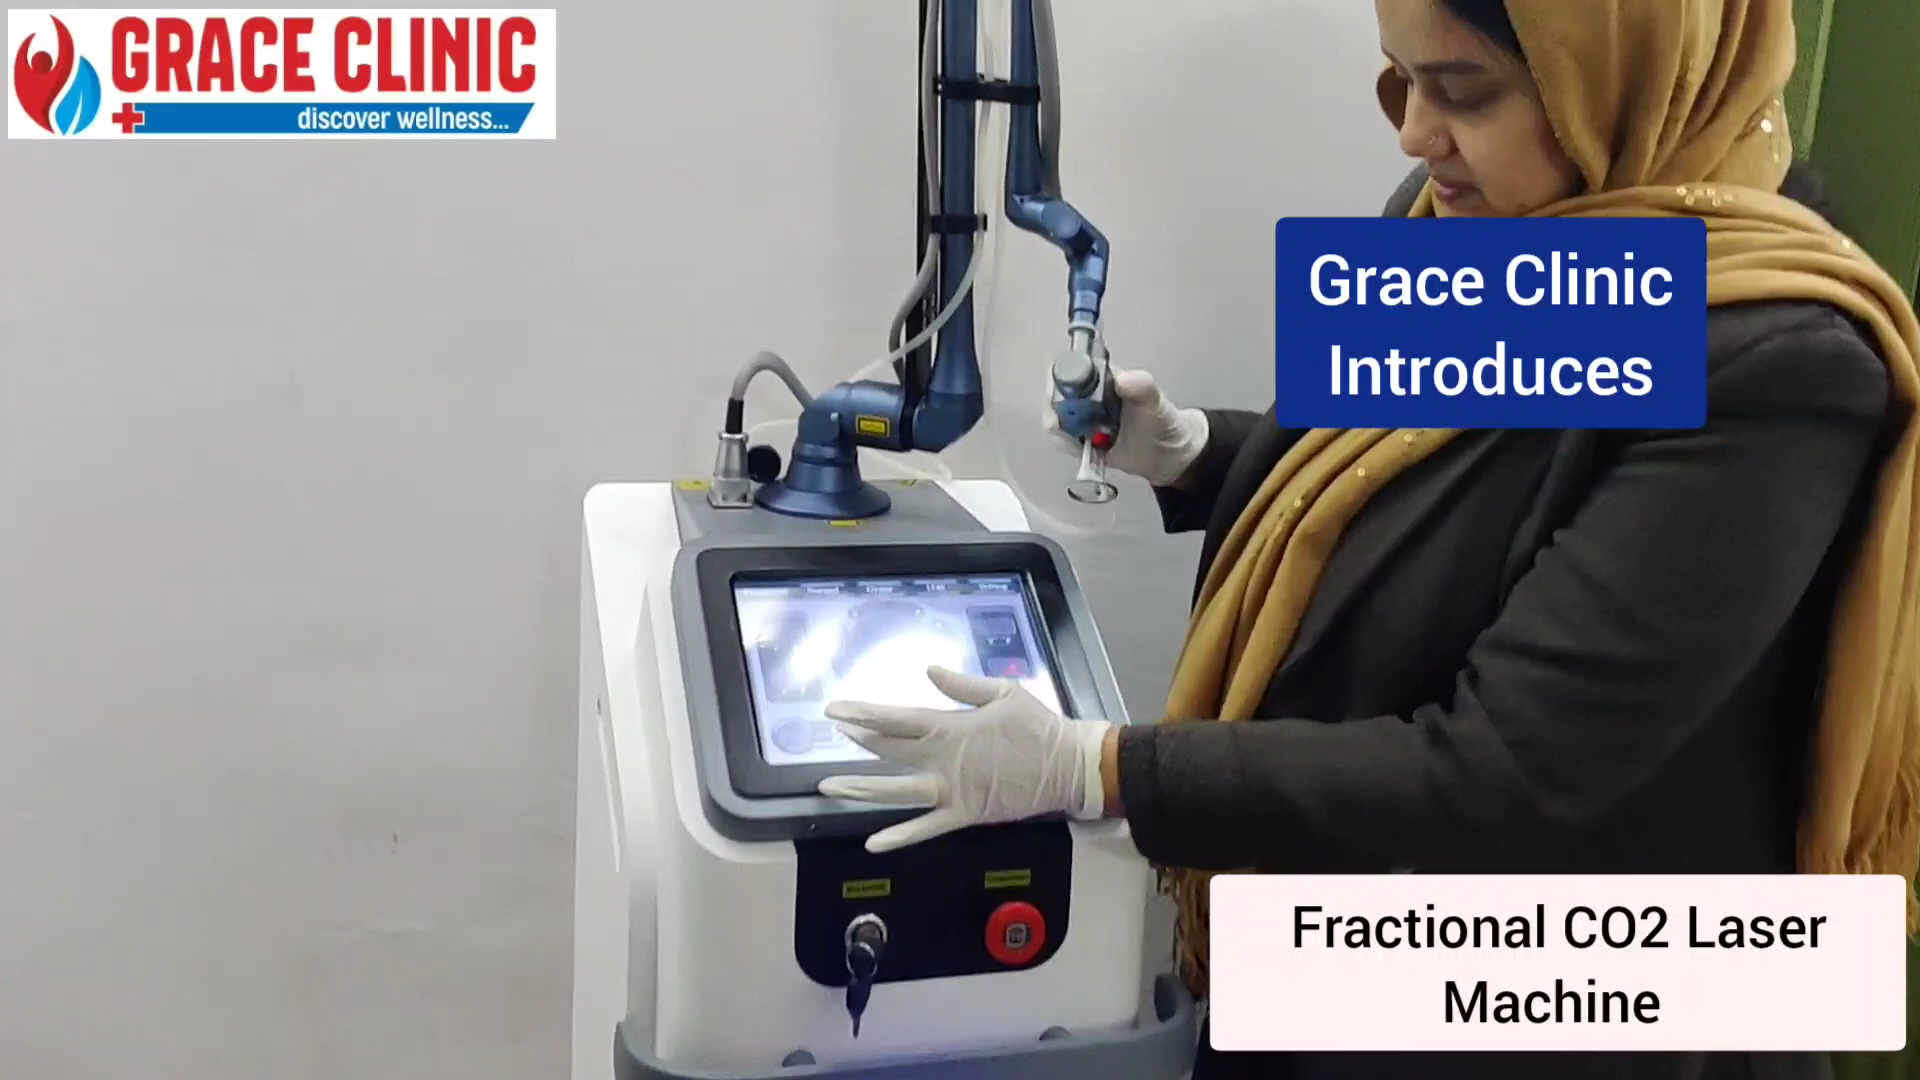 GRACE CLINIC
discover wellness...
Grace Clinic
Introduces
Fractional CO2 Laser
Machine